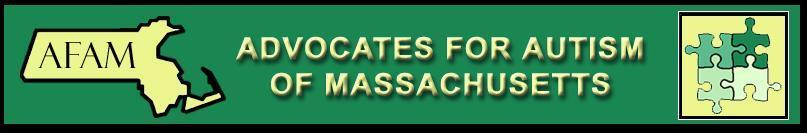 AFAM
ADVOCATES FOR AUTISM
OF MASSACHUSETTS